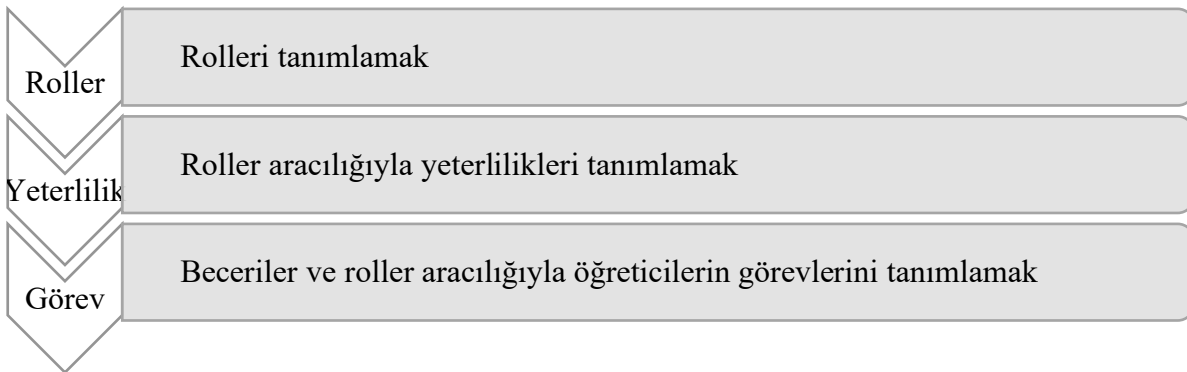 Roller
Rolleri tanımlamak
Yeterlilik
Roller aracılığıyla yeterlilikleri tanımlamak
Görev
Beceriler ve roller aracılığıyla öğreticilerin görevlerini tanımlamak